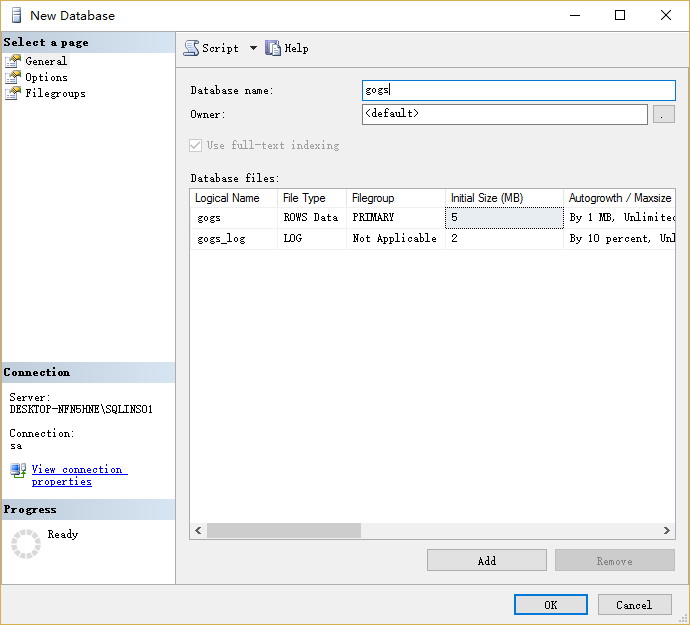 New Database
Select a page
General
Options
Filegroups
Script
Help
Database name:
gogs
Owner:
<default>
.
Use full-text indexing
Database files:
Logical Name File Type Filegroup Initial Size (MB) Autogrowth / Maxsize
gogs ROWS Data PRIMARY 5 By 1 MB, Unlimited
gogs_log LOG Not Applicable 2 By 10 percent, Unl
Connection
Server:
DESKTOP-NFN5HNE\SQLINS01
Connection:
sa
View connection
properties
Progress
Ready
Add
Remove
OK
Cancel